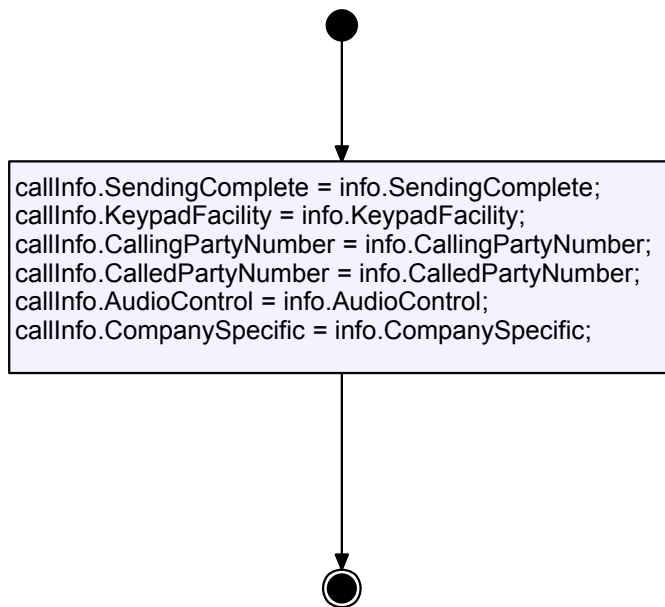 callInfo.SendingComplete = info.SendingComplete;
callInfo.KeypadFacility = info.KeypadFacility;
callInfo.CallingPartyNumber = info.CallingPartyNumber;
callInfo.CalledPartyNumber = info.CalledPartyNumber;
callInfo.AudioControl = info.AudioControl;
callInfo.CompanySpecific = info.CompanySpecific;